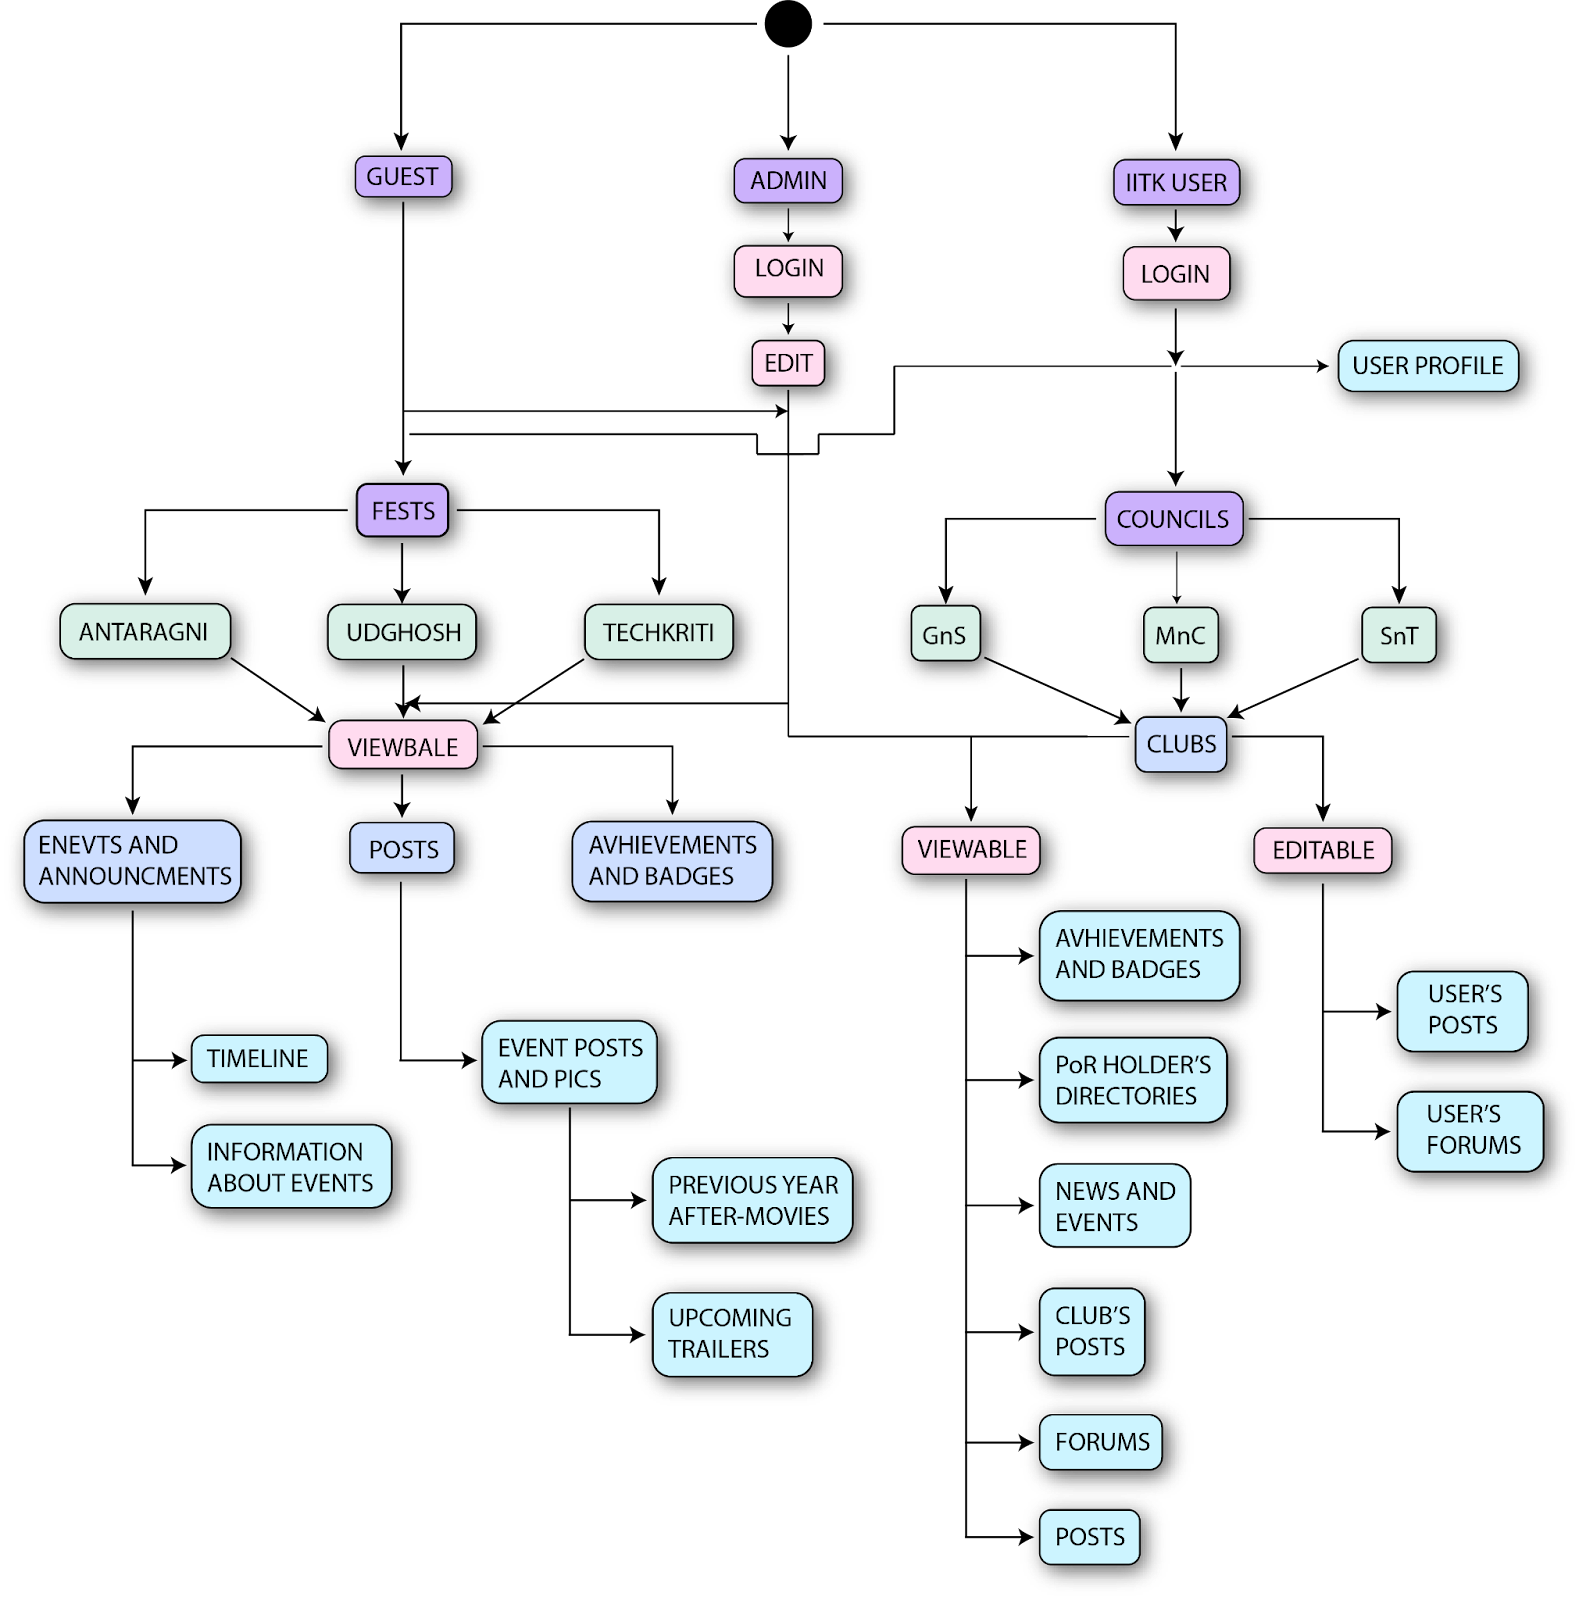 GUEST
ADMIN
IITK USER
LOGIN
LOGIN
EDIT
USER PROFILE
FESTS
COUNCILS
ANTARAGNI
UDGHOSH
TECHKRITI
GnS
MnC
SnT
VIEWBALE
CLUBS
ENEVTS AND
ANNOUNCMENTS
POSTS
AVHIEVEMENTS
AND BADGES
VIEWABLE
EDITABLE
AVHIEVEMENTS
AND BADGES
USER'S
POSTS
TIMELINE
EVENT POSTS
AND PICS
PoR HOLDER'S
DIRECTORIES
USER'S
FORUMS
INFORMATION
ABOUT EVENTS
PREVIOUS YEAR
AFTER-MOVIES
NEWS AND
EVENTS
UPCOMING
TRAILERS
CLUB'S
POSTS
FORUMS
POSTS